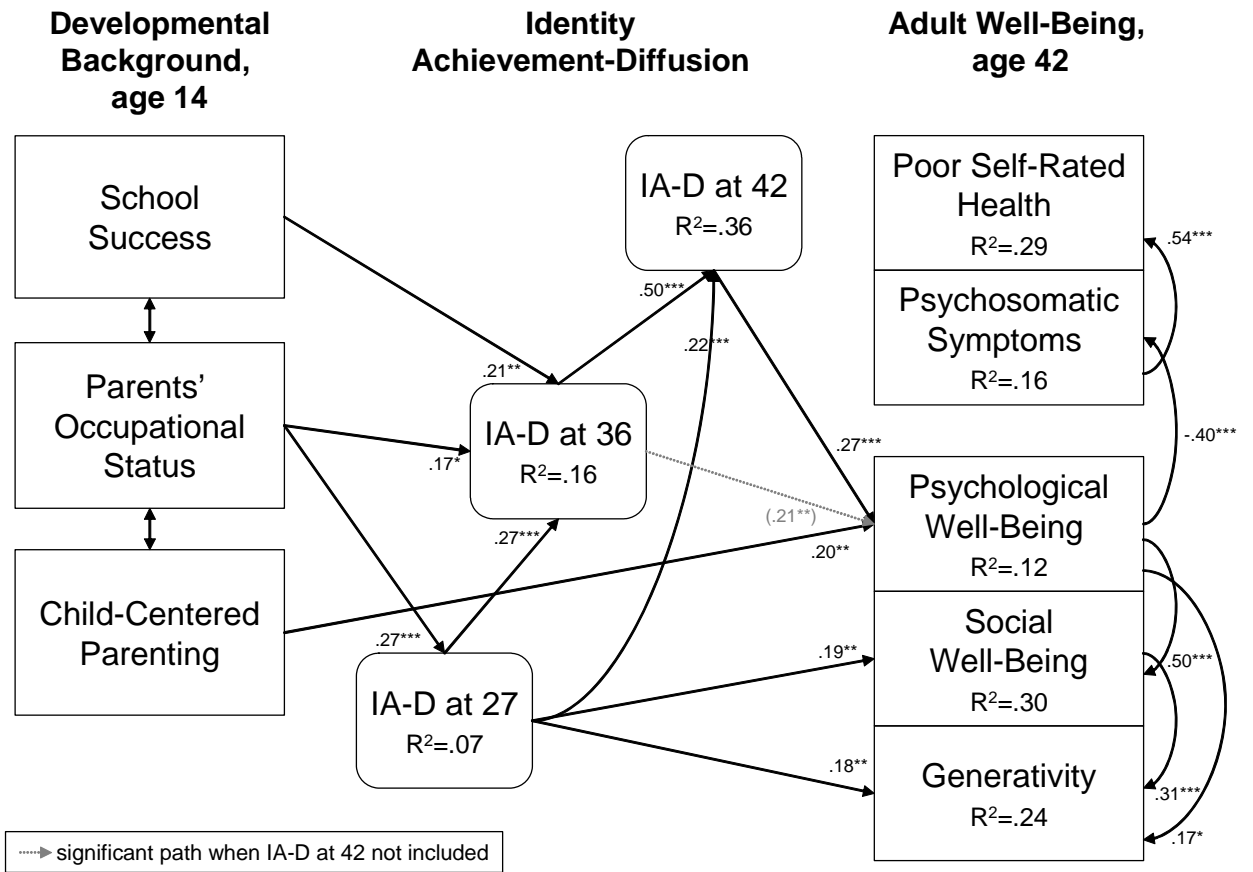 Developmental
Background,
age 14
Identity
Achievement-Diffusion
Adult Well-Being,
age 42
School
Success
Parents’
Occupational
Status
Child-Centered
Parenting
IA-D at 42
R²=.36
IA-D at 36
R²=.16
IA-D at 27
R²=.07
Poor Self-Rated
Health
R²=.29
Psychosomatic
Symptoms
R²=.16
Psychological
Well-Being
R²=.12
Social
Well-Being
R²=.30
Generativity
R²=.24
.50***
.22***
.21**
.17*
.27***
.27***
.27***
(.21**)
.20**
.19**
.18**
.54***
-.40***
.50***
.31***
.17*
significant path when IA-D at 42 not included